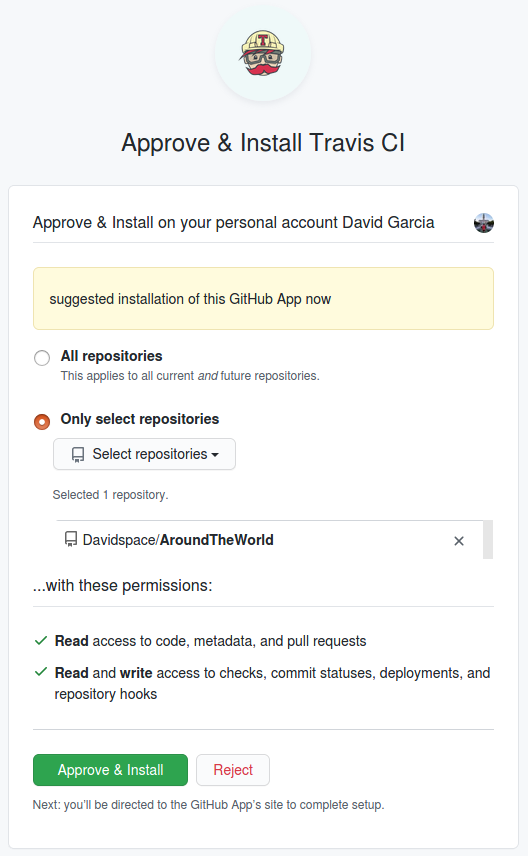 T
Approve & Install Travis CI
Approve & Install on your personal account David Garcia
suggested installation of this GitHub App now
All repositories
This applies to all current and future repositories.
Only select repositories
Select repositories
Selected 1 repository.
Davidspace/AroundTheWorld
...with these permissions:
Read access to code, metadata, and pull requests
Read and write access to checks, commit statuses, deployments, and
repository hooks
Approve & Install Reject
Next: you'll be directed to the GitHub App's site to complete setup.